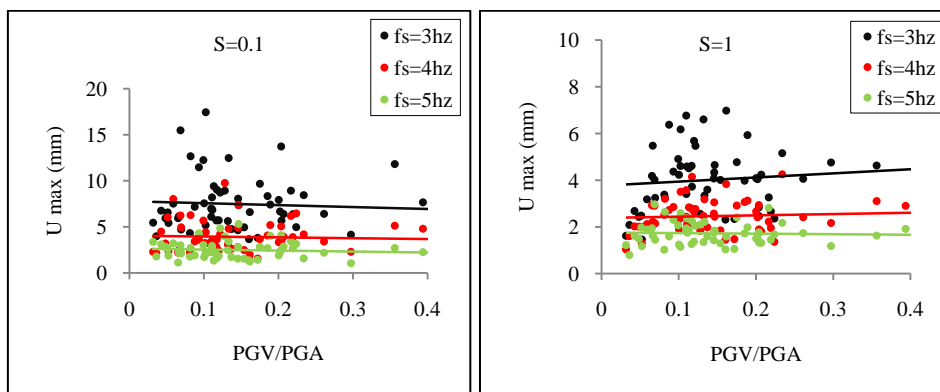 S=0.1
fs=3hz
fs=4hz
fs=5hz
20
15
10
5
0
U max (mm)
0 0.1 0.2 0.3 0.4
PGV/PGA
S=1
fs=3hz
fs=4hz
fs=5hz
10
8
6
4
2
0
U max (mm)
0 0.1 0.2 0.3 0.4
PGV/PGA